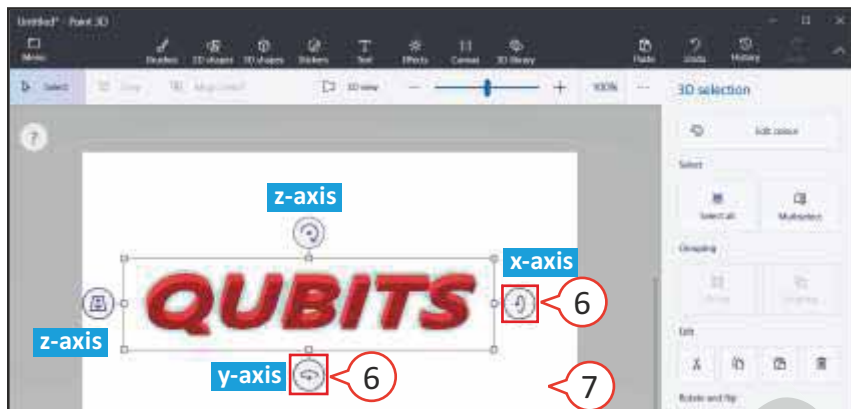 Untitled* - Paint 3D
Menu Brushes 2D shapes 3D shapes Stickers Text Effects Canvas 3D library Paste Undo History
Select 3D view 100% 3D selection
?
Edit colour
Select
z-axis
Select all Multiselect
Grouping
x-axis
QUBITS
6
z-axis
Edit
y-axis
6
7
Rotate and flip